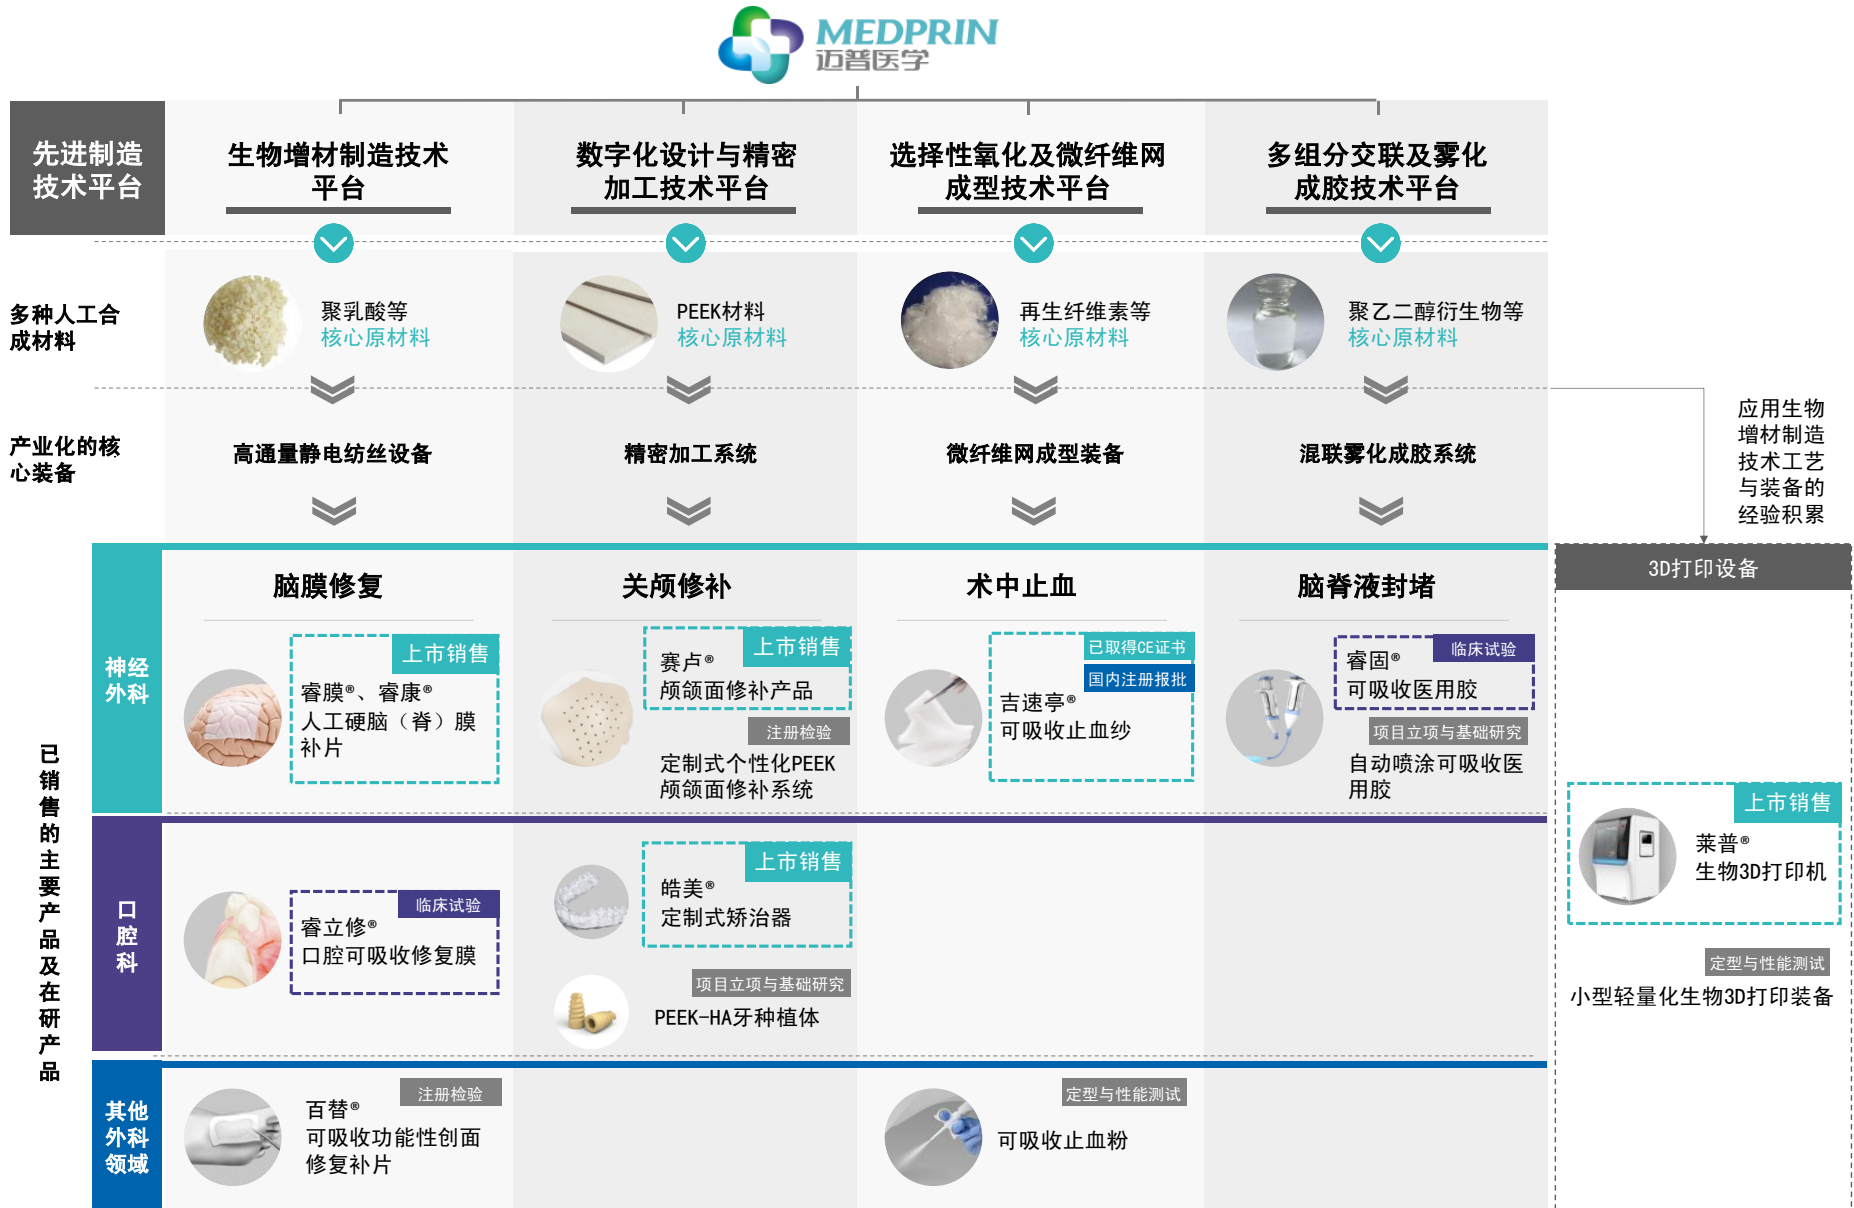 MEDPRIN
迈普医学
先进制造
技术平台
生物增材制造技术
平台
数字化设计与精密
加工技术平台
选择性氧化及微纤维网
成型技术平台
多组分交联及雾化
成胶技术平台
多种人工合
成材料
聚乳酸等
核心原材料
PEEK材料
核心原材料
再生纤维素等
核心原材料
聚乙二醇衍生物等
核心原材料
产业化的核
心装备
高通量静电纺丝设备
精密加工系统
微纤维网成型装备
混联雾化成胶系统
应用生物
增材制造
技术工艺
与装备的
经验积累
已销售的主要产品及在研产品
神经
外科
脑膜修复
上市销售
睿膜®、睿康®
人工硬脑（脊）膜
补片
关颅修补
上市销售
赛卢®
颅颌面修补产品
注册检验
定制式个性化PEEK
颅颌面修补系统
术中止血
已取得CE证书
国内注册报批
吉速亭®
可吸收止血纱
脑脊液封堵
临床试验
睿固®
可吸收医用胶
项目立项与基础研究
自动喷涂可吸收医
用胶
口
腔
科
临床试验
睿立修®
口腔可吸收修复膜
上市销售
皓美®
定制式矫治器
项目立项与基础研究
PEEK-HA牙种植体
其他
外科
领域
注册检验
百替®
可吸收功能性创面
修复补片
定型与性能测试
可吸收止血粉
3D打印设备
上市销售
莱普®
生物3D打印机
定型与性能测试
小型轻量化生物3D打印装备